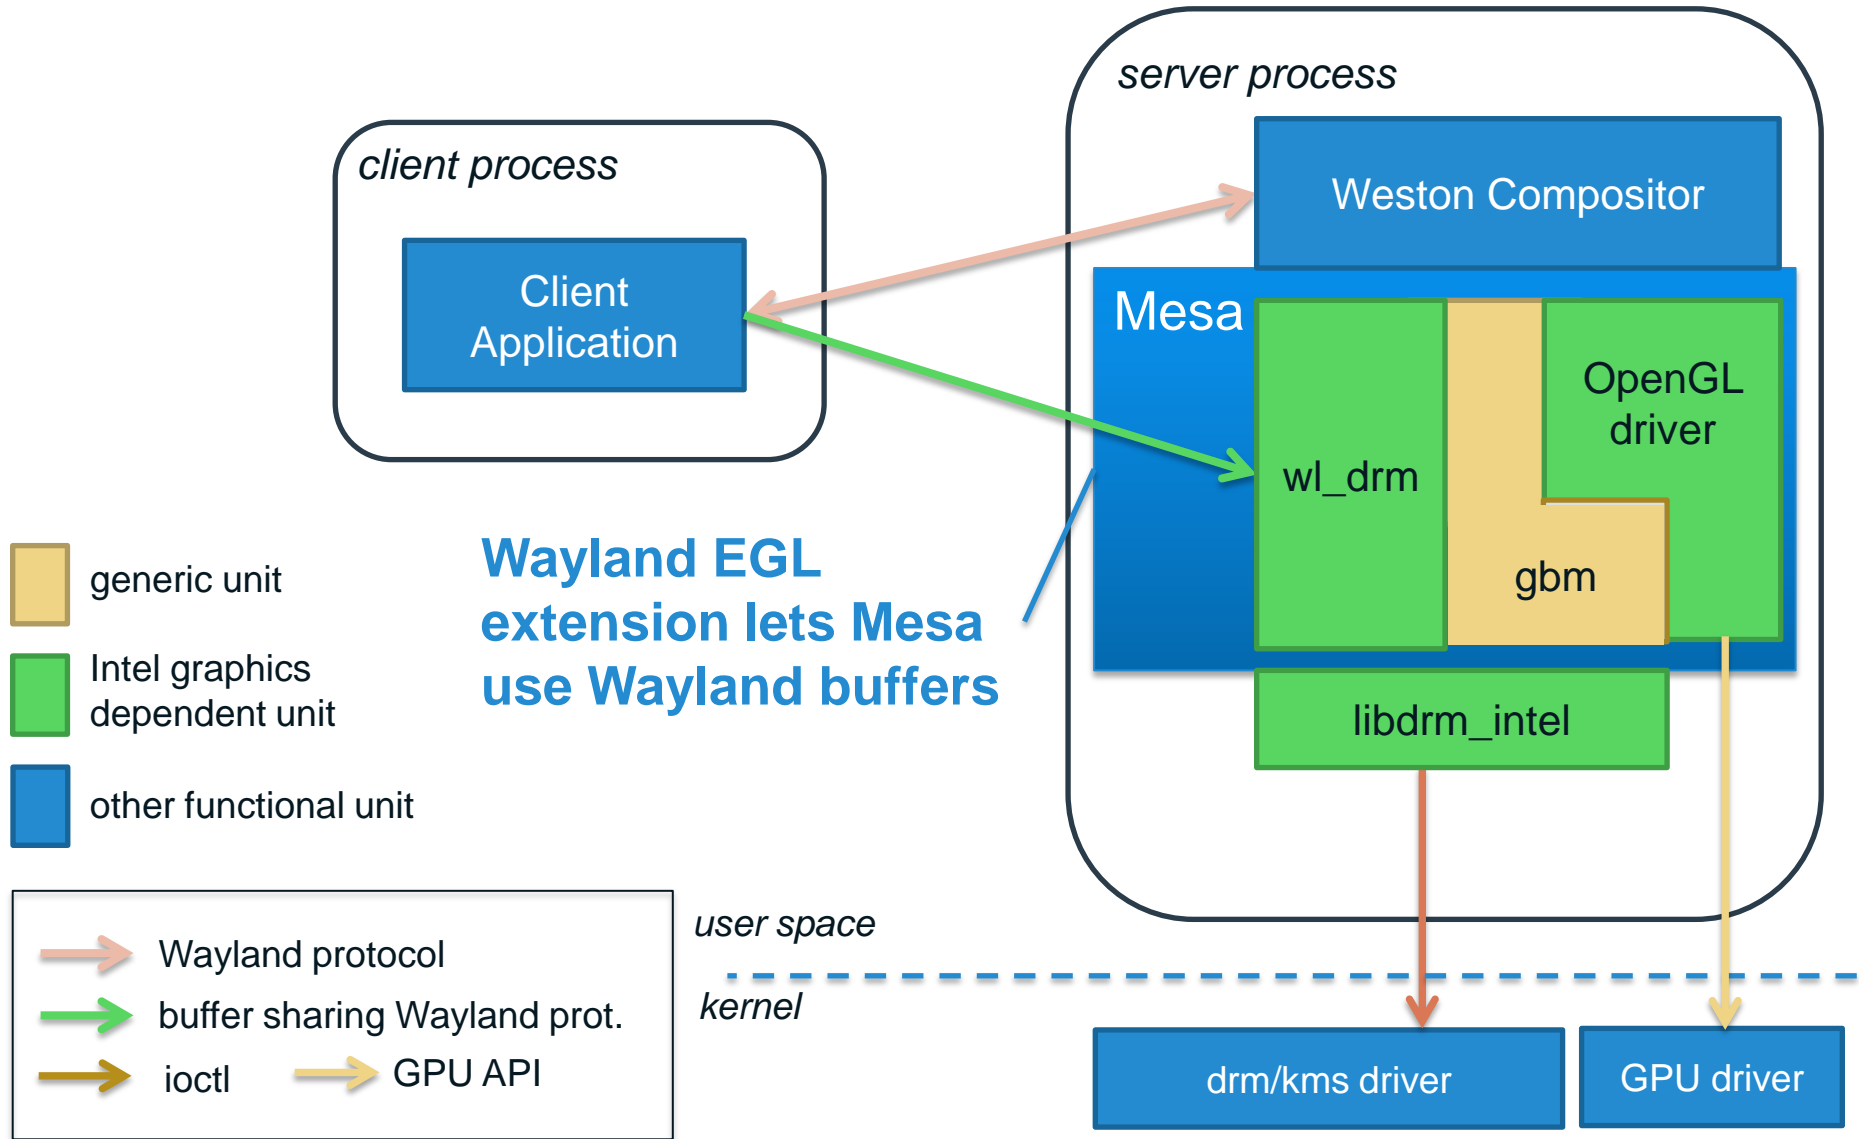 server process
client process
Weston Compositor
Client
Application
Mesa
OpenGL
driver
wl_drm
gbm
Wayland EGL
extension lets Mesa
use Wayland buffers
generic unit
Intel graphics
dependent unit
libdrm_intel
other functional unit
user space
Wayland protocol
kernel
buffer sharing Wayland prot.
ioctl
GPU API
drm/kms driver
GPU driver